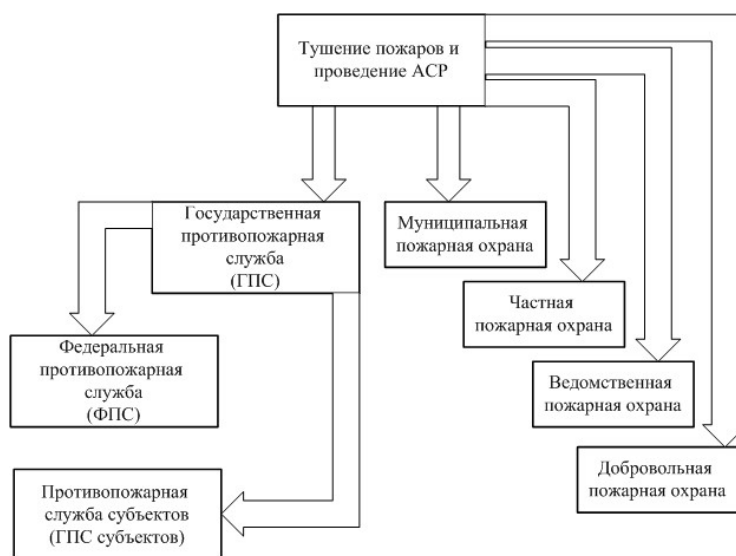 Тушение пожаров и
проведение АСР
Государственная
противопожарная
служба
(ГПС)
Муниципальная
пожарная охрана
Частная
пожарная охрана
Федеральная
противопожарная
служба
(ФПС)
Ведомственная
пожарная охрана
Добровольная
пожарная охрана
Противопожарная
служба субъектов
(ГПС субъектов)